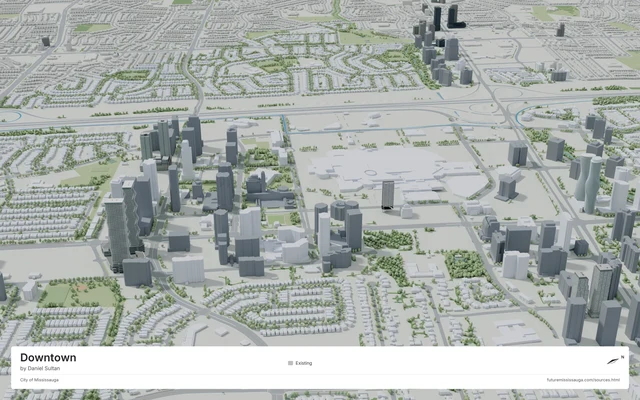 Downtown
by Daniel Sultan
Existing
N
City of Mississauga
futuremississauga.com/sources.html